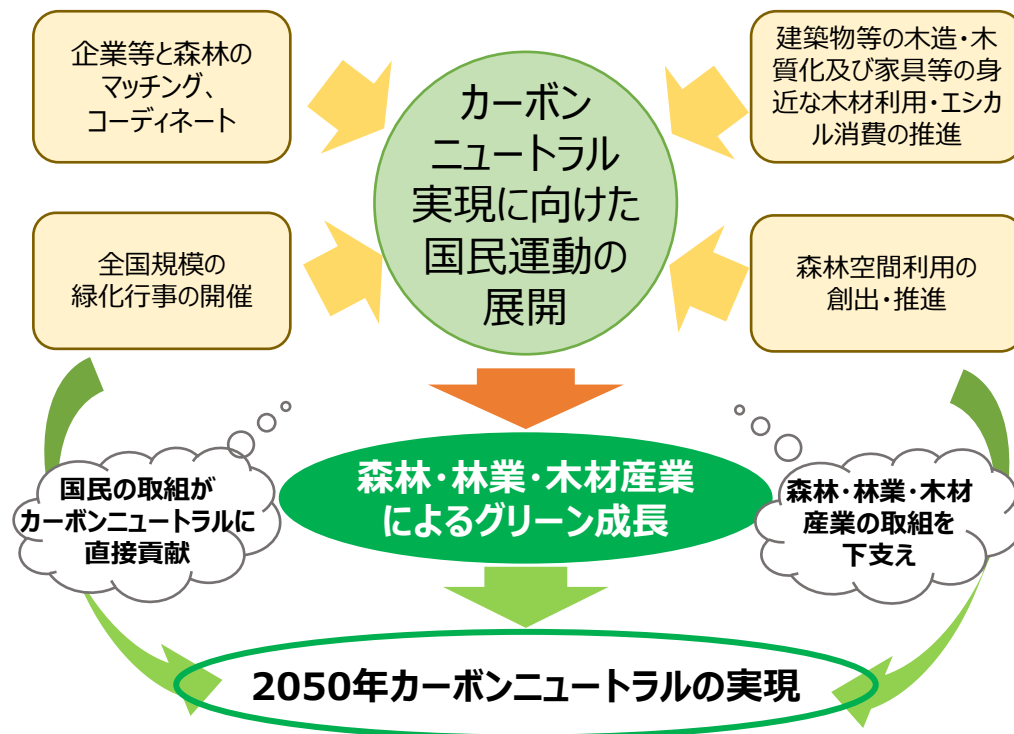 企業等と森林の
マッチング、
コーディネート
建築物等の木造・木
質化及び家具等の身
近な木材利用・エシカ
ル消費の推進
カーボン
ニュートラル
実現に向けた
国民運動の
展開
全国規模の
緑化行事の開催
森林空間利用の
創出・推進
森林・林業・木材産業
によるグリーン成長
国民の取組が
カーボンニュートラルに
直接貢献
森林・林業・木材
産業の取組を
下支え
2050年カーボンニュートラルの実現